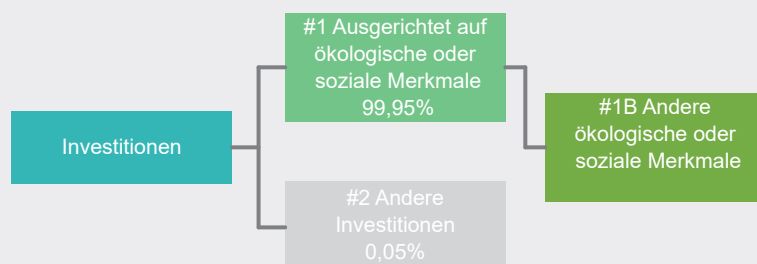 #1 Ausgerichtet auf
ökologische oder
soziale Merkmale
99,95%
Investitionen
#1B Andere
ökologische oder
soziale Merkmale
#2 Andere
Investitionen
0,05%